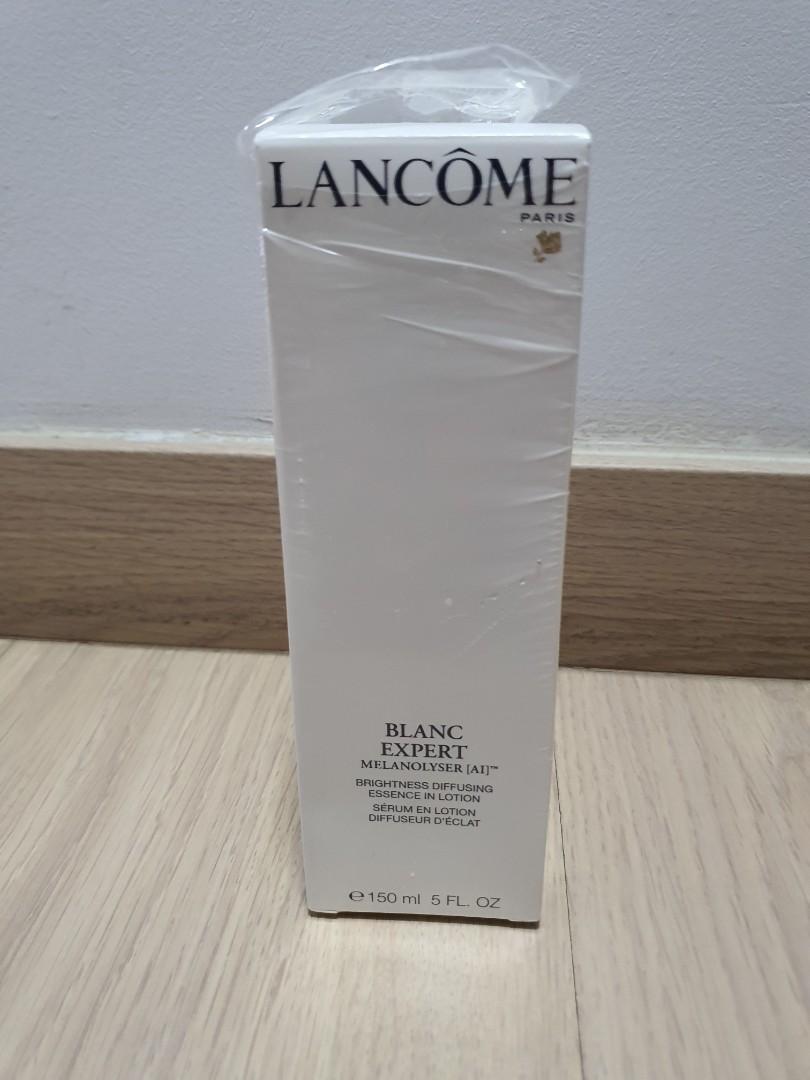 LANCÔME
PARIS
BLANC
EXPERT
MELANOLYSER [AI]™
BRIGHTNESS DIFFUSING
ESSENCE IN LOTION
SÉRUM EN LOTION
DIFFUSEUR D'ÉCLAT
℮ 150 ml 5 FL. OZ